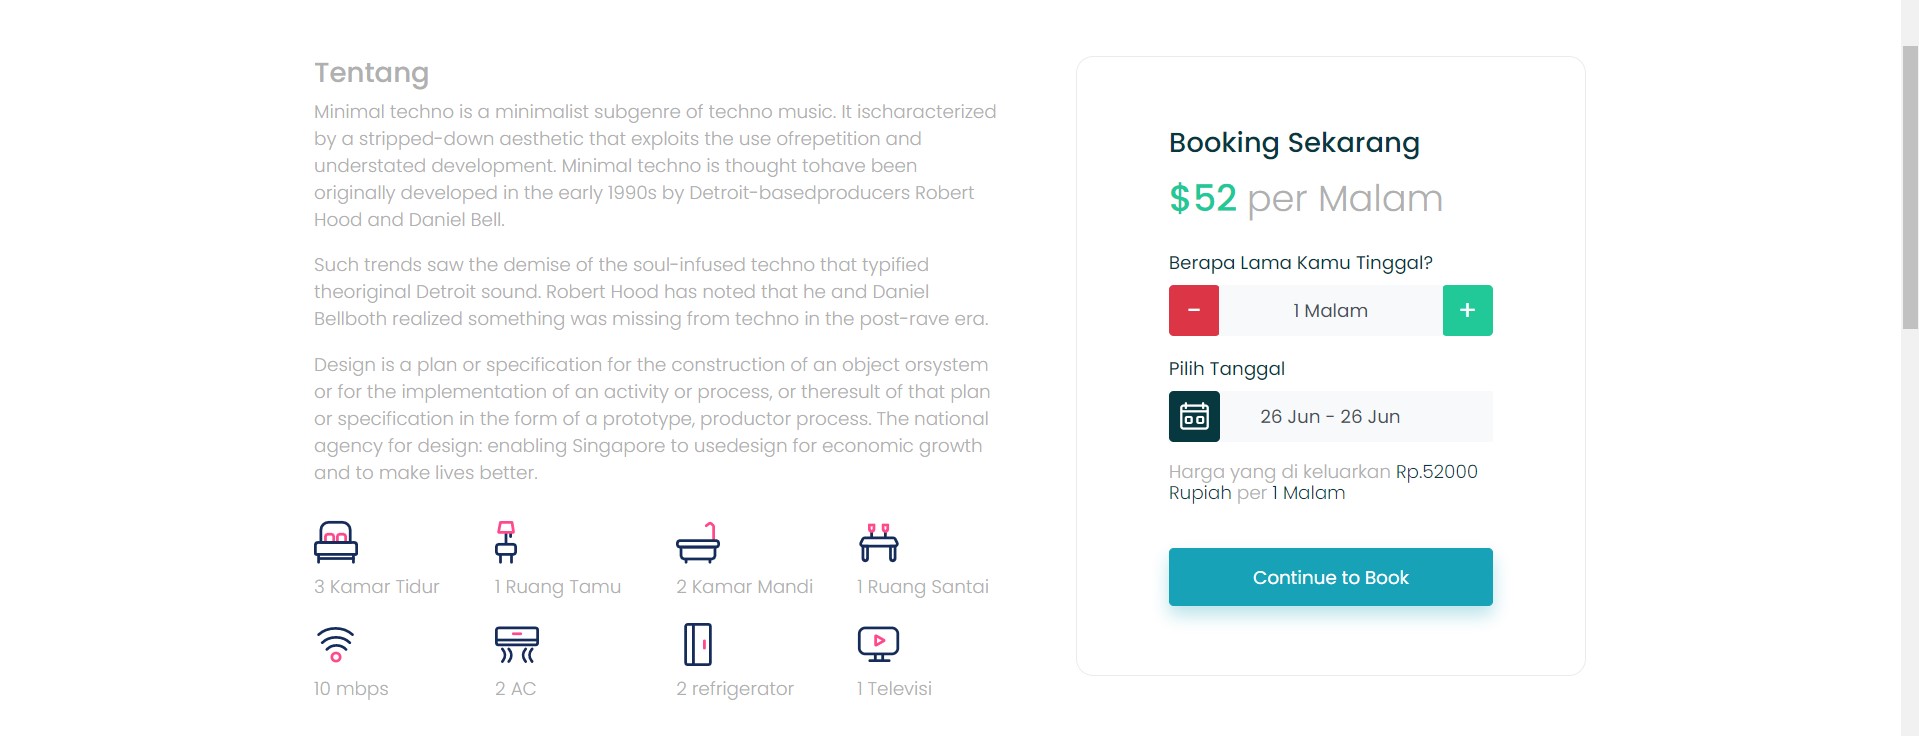 Tentang
Minimal techno is a minimalist subgenre of techno music. It ischaracterized
by a stripped-down aesthetic that exploits the use ofrepetition and
understated development. Minimal techno is thought tohave been
originally developed in the early 1990s by Detroit-basedproducers Robert
Hood and Daniel Bell.
Such trends saw the demise of the soul-infused techno that typified
theoriginal Detroit sound. Robert Hood has noted that he and Daniel
Bellboth realized something was missing from techno in the post-rave era.
Design is a plan or specification for the construction of an object orsystem
or for the implementation of an activity or process, or theresult of that plan
or specification in the form of a prototype, productor process. The national
agency for design: enabling Singapore to usedesign for economic growth
and to make lives better.
3 Kamar Tidur
1 Ruang Tamu
2 Kamar Mandi
1 Ruang Santai
10 mbps
2 AC
2 refrigerator
1 Televisi
Booking Sekarang
$52 per Malam
Berapa Lama Kamu Tinggal?
- 1 Malam +
Pilih Tanggal
26 Jun - 26 Jun
Harga yang di keluarkan Rp.52000
Rupiah per 1 Malam
Continue to Book